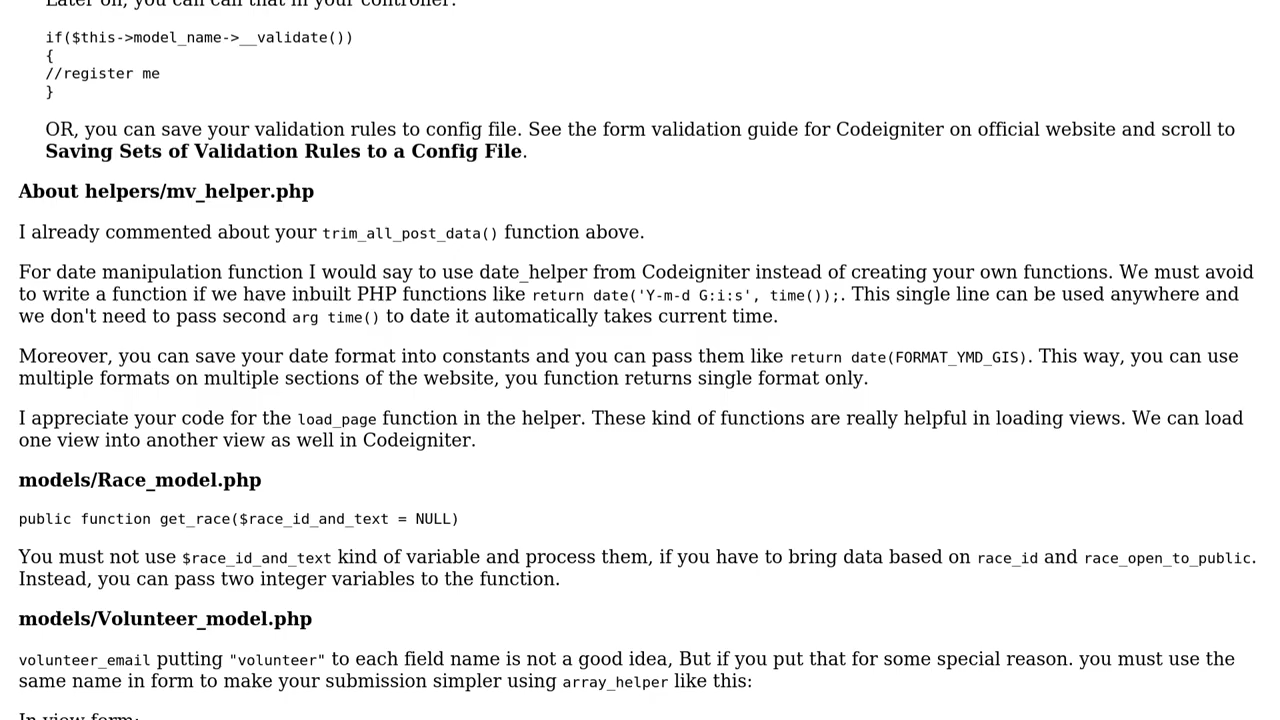 Later on, you can call that in your controller:
if($this->model_name->__validate())
{
//register me
}
OR, you can save your validation rules to config file. See the form validation guide for Codeigniter on official website and scroll to
Saving Sets of Validation Rules to a Config File.
About helpers/mv_helper.php
I already commented about your trim_all_post_data() function above.
For date manipulation function I would say to use date_helper from Codeigniter instead of creating your own functions. We must avoid
to write a function if we have inbuilt PHP functions like return date('Y-m-d G:i:s', time());. This single line can be used anywhere and
we don't need to pass second arg time() to date it automatically takes current time.
Moreover, you can save your date format into constants and you can pass them like return date(FORMAT_YMD_GIS). This way, you can use
multiple formats on multiple sections of the website, you function returns single format only.
I appreciate your code for the load_page function in the helper. These kind of functions are really helpful in loading views. We can load
one view into another view as well in Codeigniter.
models/Race_model.php
public function get_race($race_id_and_text = NULL)
You must not use $race_id_and_text kind of variable and process them, if you have to bring data based on race_id and race_open_to_public.
Instead, you can pass two integer variables to the function.
models/Volunteer_model.php
volunteer_email putting "volunteer" to each field name is not a good idea, But if you put that for some special reason. you must use the
same name in form to make your submission simpler using array_helper like this:
In view form: